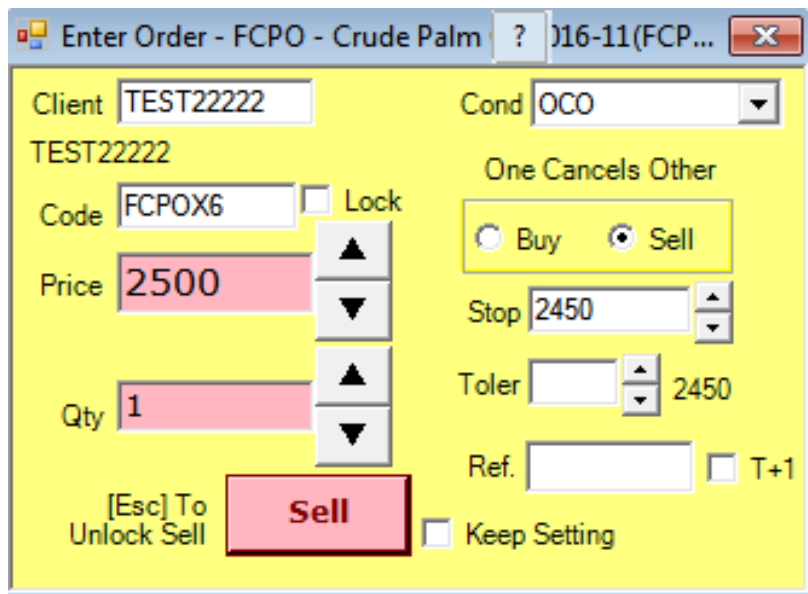 Enter Order - FCPO - Crude Palm ? 016-11(FCP...
Client TEST22222
Cond OCO
TEST22222
One Cancels Other
Code FCPOX6 Lock
Buy Sell
Price 2500
Stop 2450
Toler 2450
Qty 1
Ref. T+1
[Esc] To
Unlock Sell
Sell
Keep Setting